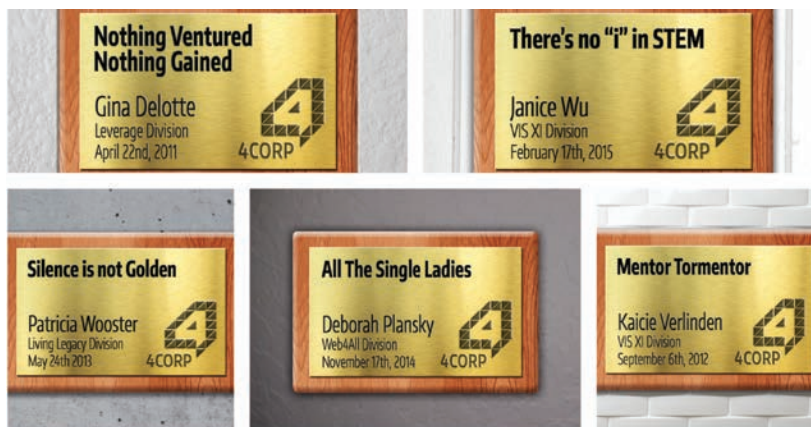 Nothing Ventured
Nothing Gained
Gina Delotte
Leverage Division
April 22nd, 2011
4CORP
There's no “i” in STEM
Janice Wu
VIS XI Division
February 17th, 2015
4CORP
Silence is not Golden
Patricia Wooster
Living Legacy Division
May 24th 2013
4CORP
All The Single Ladies
Deborah Plansky
Web4All Division
November 17th, 2014
4CORP
Mentor Tormentor
Kaicie Verlinden
VIS XI Division
September 6th, 2012
4CORP